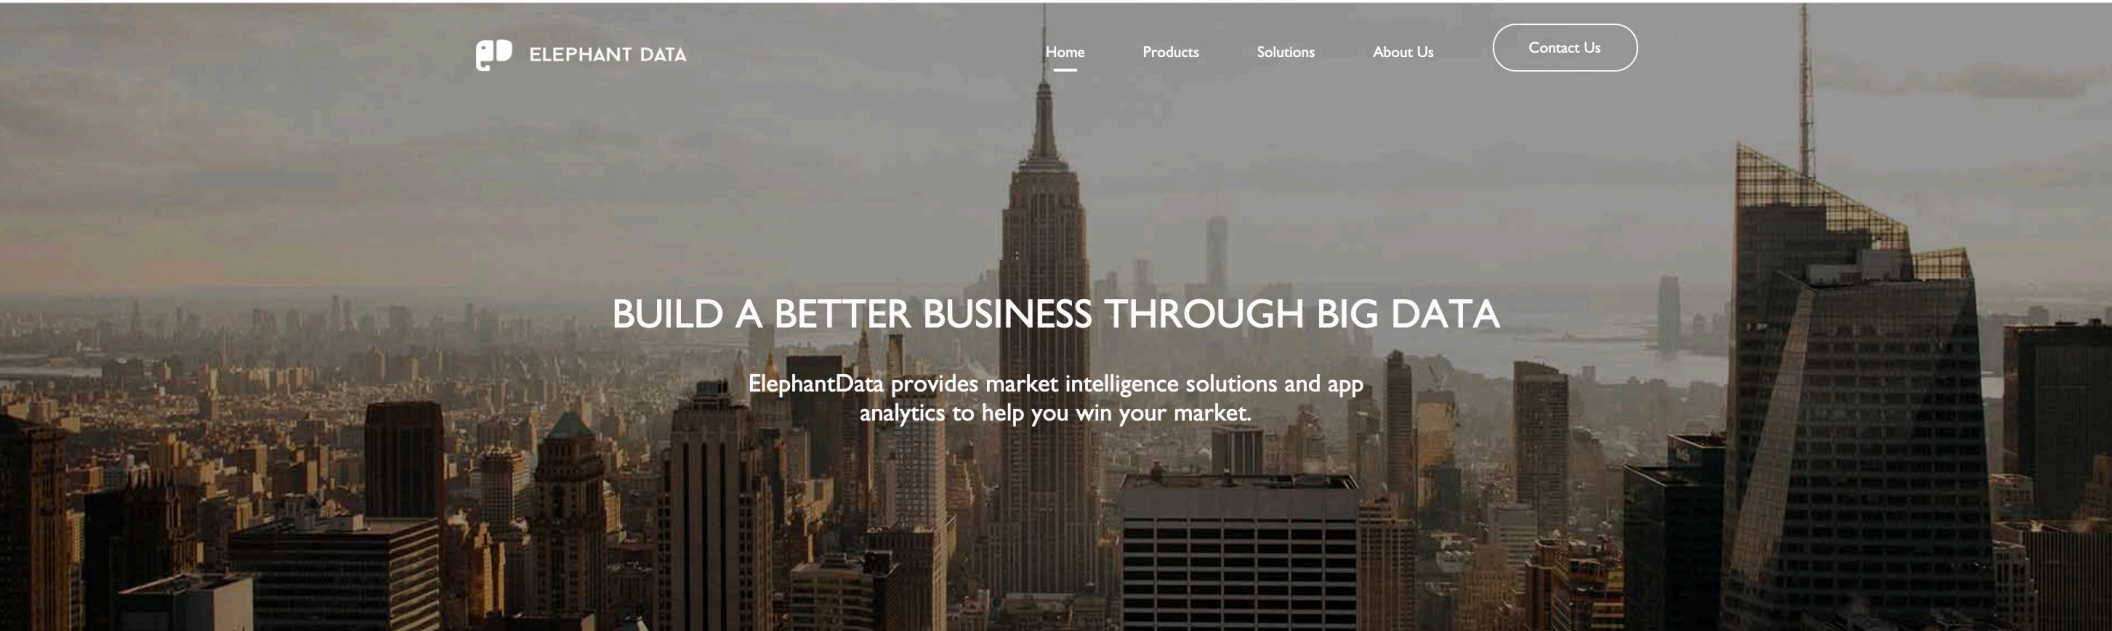 ELEPHANT DATA
Home
Products
Solutions
About Us
Contact Us
BUILD A BETTER BUSINESS THROUGH BIG DATA
ElephantData provides market intelligence solutions and app
analytics to help you win your market.